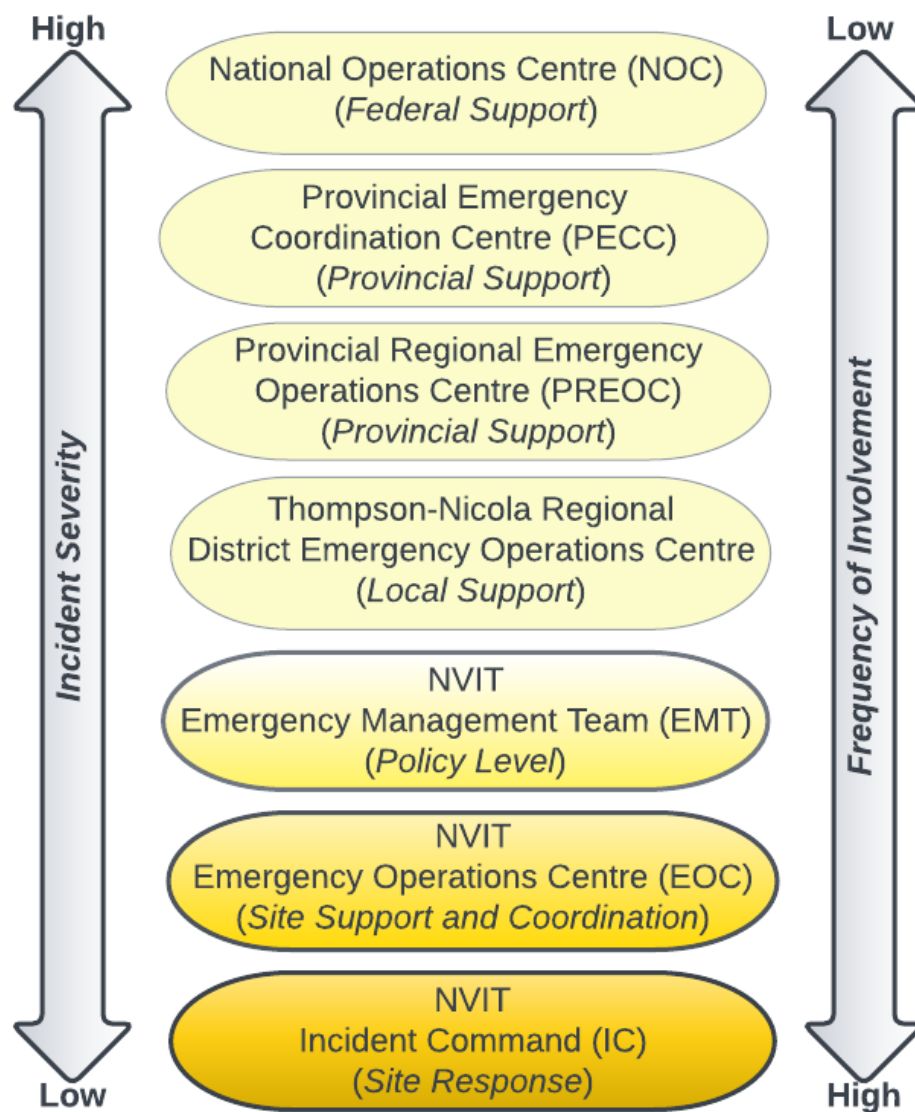 High
Low
National Operations Centre (NOC)
(Federal Support)
Provincial Emergency
Coordination Centre (PECC)
(Provincial Support)
Provincial Regional Emergency
Operations Centre (PREOC)
(Provincial Support)
Thompson-Nicola Regional
District Emergency Operations Centre
(Local Support)
NVIT
Emergency Management Team (EMT)
(Policy Level)
NVIT
Emergency Operations Centre (EOC)
(Site Support and Coordination)
NVIT
Incident Command (IC)
(Site Response)
Incident Severity
Frequency of Involvement
Low
High